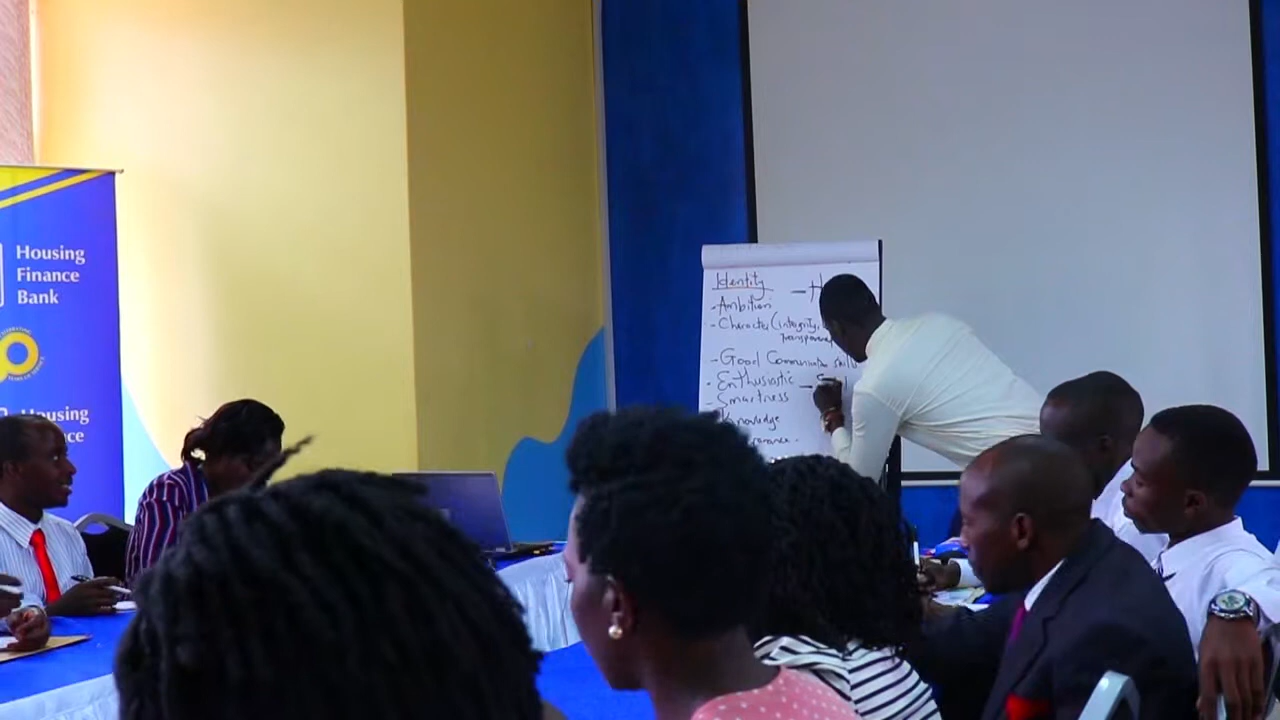 Housing
Finance
Bank
Housing
Identity
- Ambition
- Character (integrity,
transparency
- Good Communication skills
- Enthusiastic
- Smartness
Knowledge